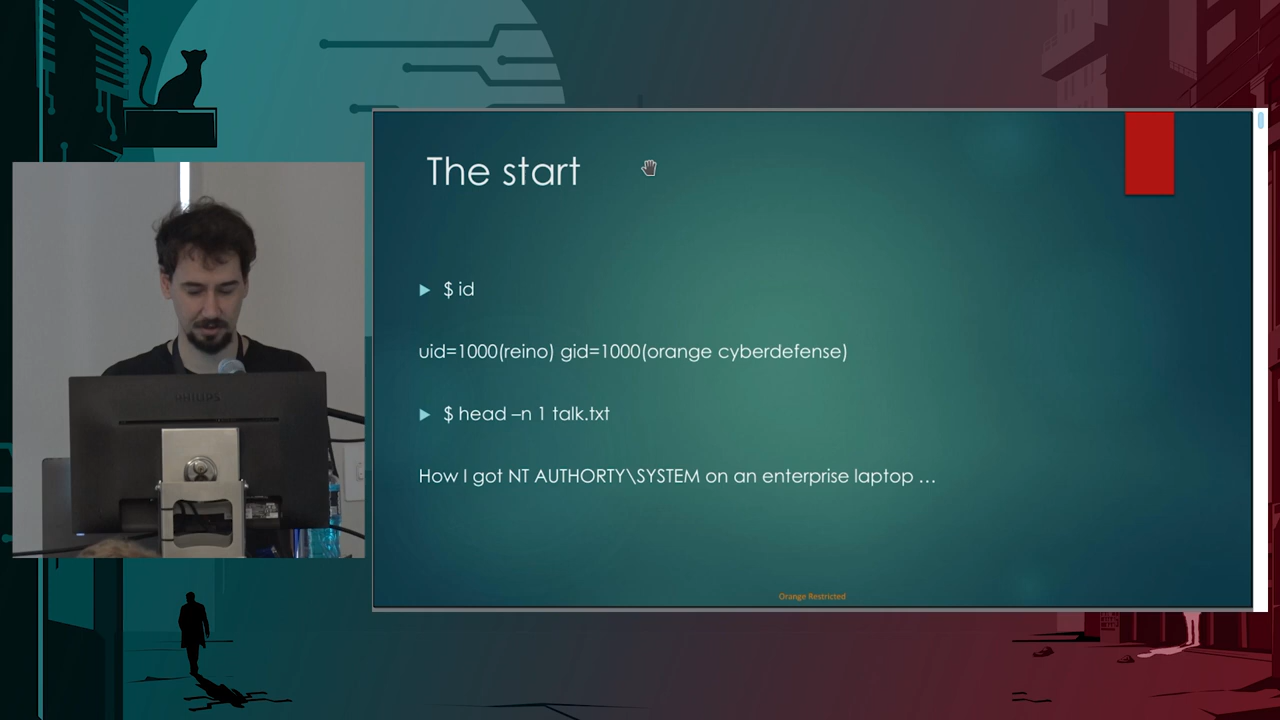 The start
$ id
uid=1000(reino) gid=1000(orange cyberdefense)
$ head –n 1 talk.txt
How I got NT AUTHORTY\SYSTEM on an enterprise laptop …
Orange Restricted
PHILIPS